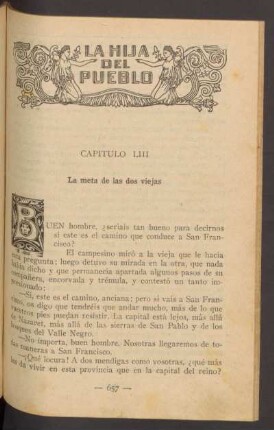 LA HIJA
DEL
PUEBLO
CAPITULO LIII
La meta de las dos viejas
BUEN hombre, ¿seríais tan bueno para decirnos
si este es el camino que conduce a San Fran-
cisco?
El campesino miró a la vieja que le hacía
pregunta; luego detuvo su mirada en la otra, que nada
había dicho y que permanecía apartada algunos pasos de su
compañera, encorvada y trémula, y contestó un tanto im-
presionado:
—Sí, este es el camino, anciana; pero si vais a San Fran-
cisco, os digo que tendréis que andar mucho, más de lo que
vuestros pies puedan resistir. La capital está lejos, más allá
de más allá de las sierras de San Pablo y de los
bosques del Valle Negro.
—No importa, buen hombre. Nosotras llegaremos de to-
das maneras a San Francisco.
—¡Qué locura! A dos mendigas como vosotras, ¿qué más
les da vivir en esta provincia que en la capital del reino?
— 657 —